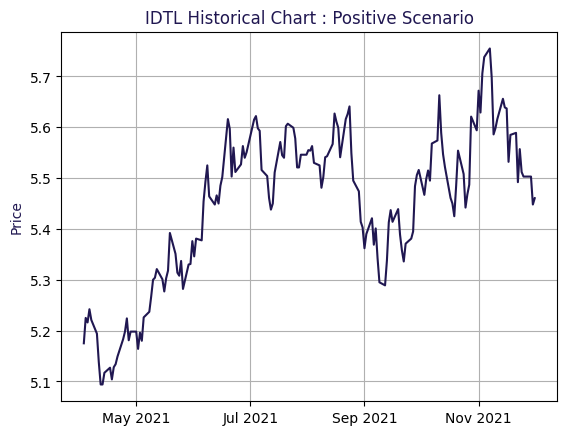 IDTL Historical Chart : Positive Scenario
Price
5.7
5.6
5.5
5.4
5.3
5.2
5.1
May 2021 Jul 2021 Sep 2021 Nov 2021